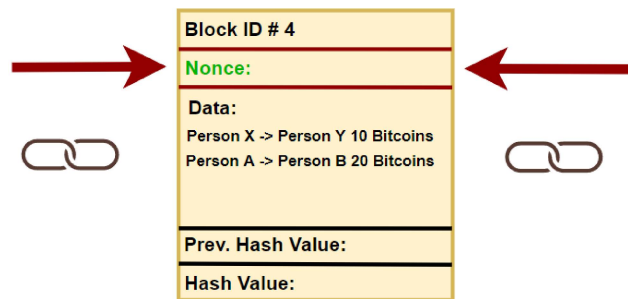 Block ID # 4
Nonce:
Data:
Person X -> Person Y 10 Bitcoins
Person A -> Person B 20 Bitcoins
Prev. Hash Value:
Hash Value: